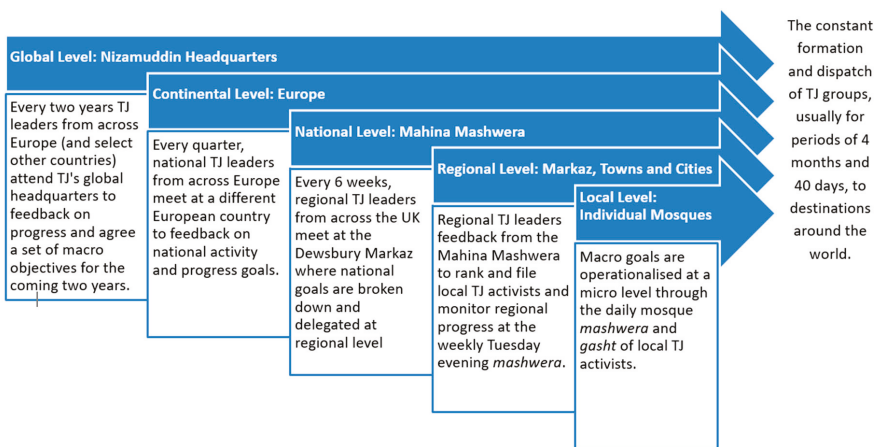 Global Level: Nizamuddin Headquarters
Every two years TJ
leaders from across
Europe (and select
other countries)
attend TJ's global
headquarters to
feedback on
progress and agree
a set of macro
objectives for the
coming two years.
Continental Level: Europe
Every quarter,
national TJ leaders
from across Europe
meet at a different
European country
to feedback on
national activity
and progress goals.
National Level: Mahina Mashwera
Every 6 weeks,
regional TJ leaders
from across the UK
meet at the
Dewsbury Markaz
where national
goals are broken
down and
delegated at
regional level
Regional Level: Markaz, Towns and Cities
Regional TJ leaders
feedback from the
Mahina Mashwera
to rank and file
local TJ activists and
monitor regional
progress at the
weekly Tuesday
evening mashwera.
Local Level:
Individual Mosques
Macro goals are
operationalised at a
micro level through
the daily mosque
mashwera and
gasht of local TJ
activists.
The constant
formation
and dispatch
of TJ groups,
usually for
periods of 4
months and
40 days, to
destinations
around the
world.